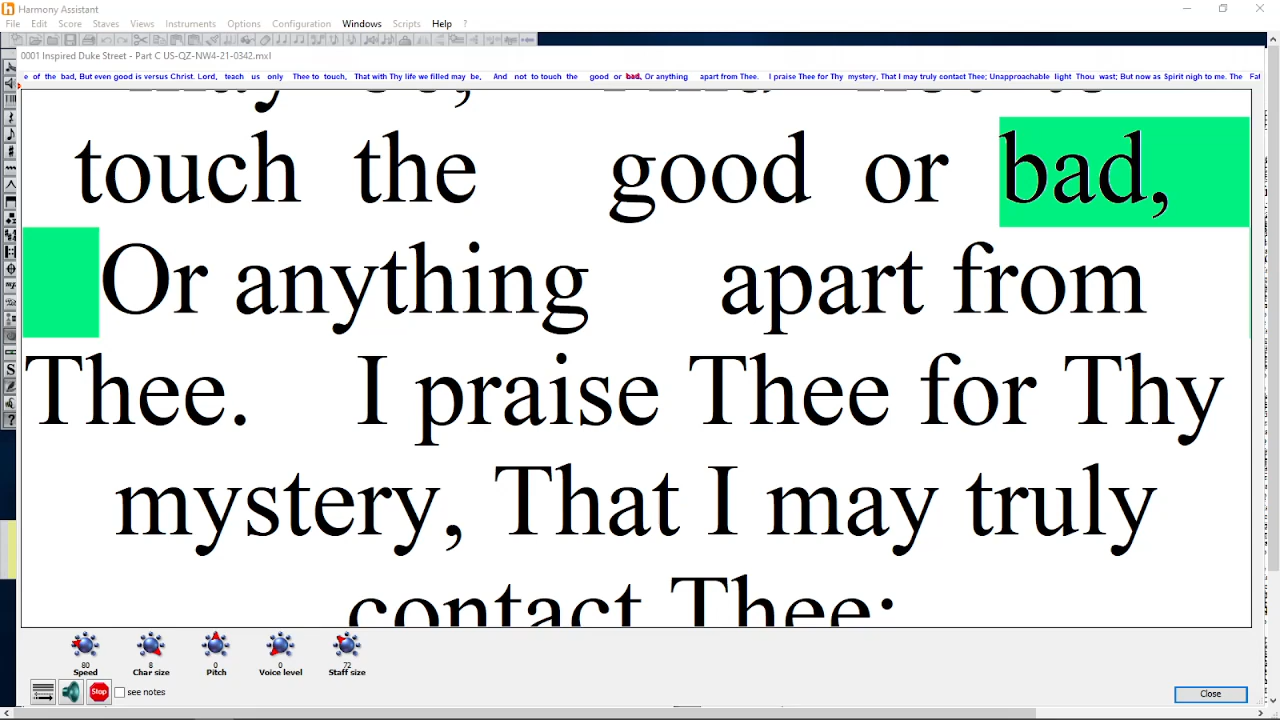 Harmony Assistant
File Edit Score Staves Views Instruments Options Configuration Windows Scripts Help ?
0001 Inspired Duke Street - Part C US-QZ-NW4-21-0342.mxl
e of the bad, But even good is versus Christ. Lord, teach us only Thee to touch, That with Thy life we filled may be, And not to touch the good or bad, Or anything apart from Thee. I praise Thee for Thy mystery, That I may truly contact Thee; Unapproachable light Thou wast; But now as Spirit nigh to me. The Fat
touch the good or bad,
Or anything apart from
Thee. I praise Thee for Thy
mystery, That I may truly
contact Thee;
80 8 0 0 72
Speed Char size Pitch Voice level Staff size
Stop see notes Close